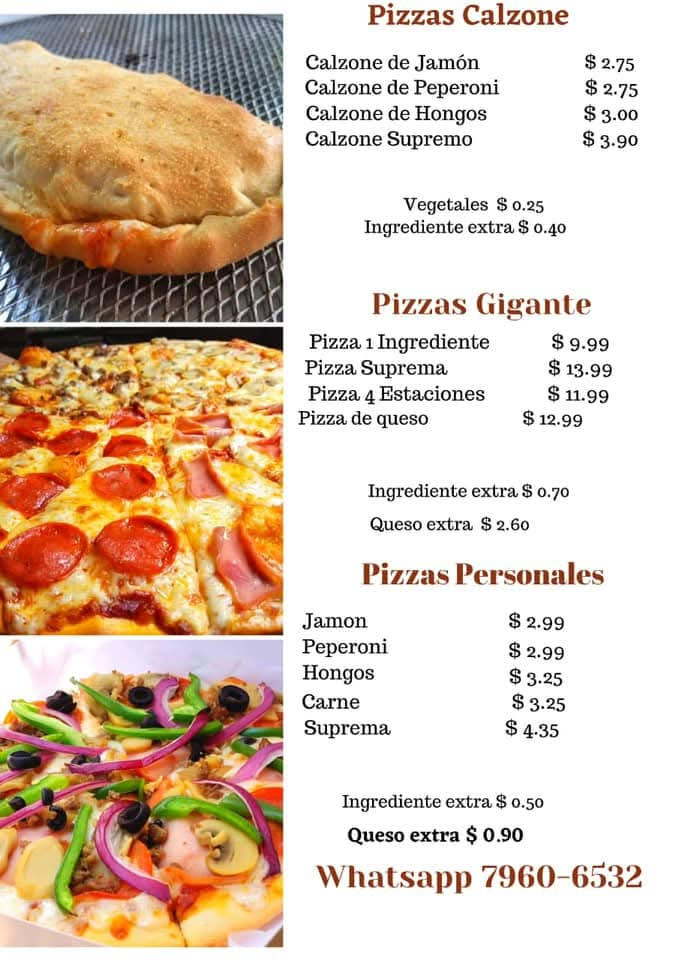 Pizzas Calzone
Calzone de Jamón $ 2.75
Calzone de Peperoni $ 2.75
Calzone de Hongos $ 3.00
Calzone Supremo $ 3.90
Vegetales $ 0.25
Ingrediente extra $ 0.40
Pizzas Gigante
Pizza 1 Ingrediente $ 9.99
Pizza Suprema $ 13.99
Pizza 4 Estaciones $ 11.99
Pizza de queso $ 12.99
Ingrediente extra $ 0.70
Queso extra $ 2.60
Pizzas Personales
Jamon $ 2.99
Peperoni $ 2.99
Hongos $ 3.25
Carne $ 3.25
Suprema $ 4.35
Ingrediente extra $ 0.50
Queso extra $ 0.90
Whatsapp 7960-6532